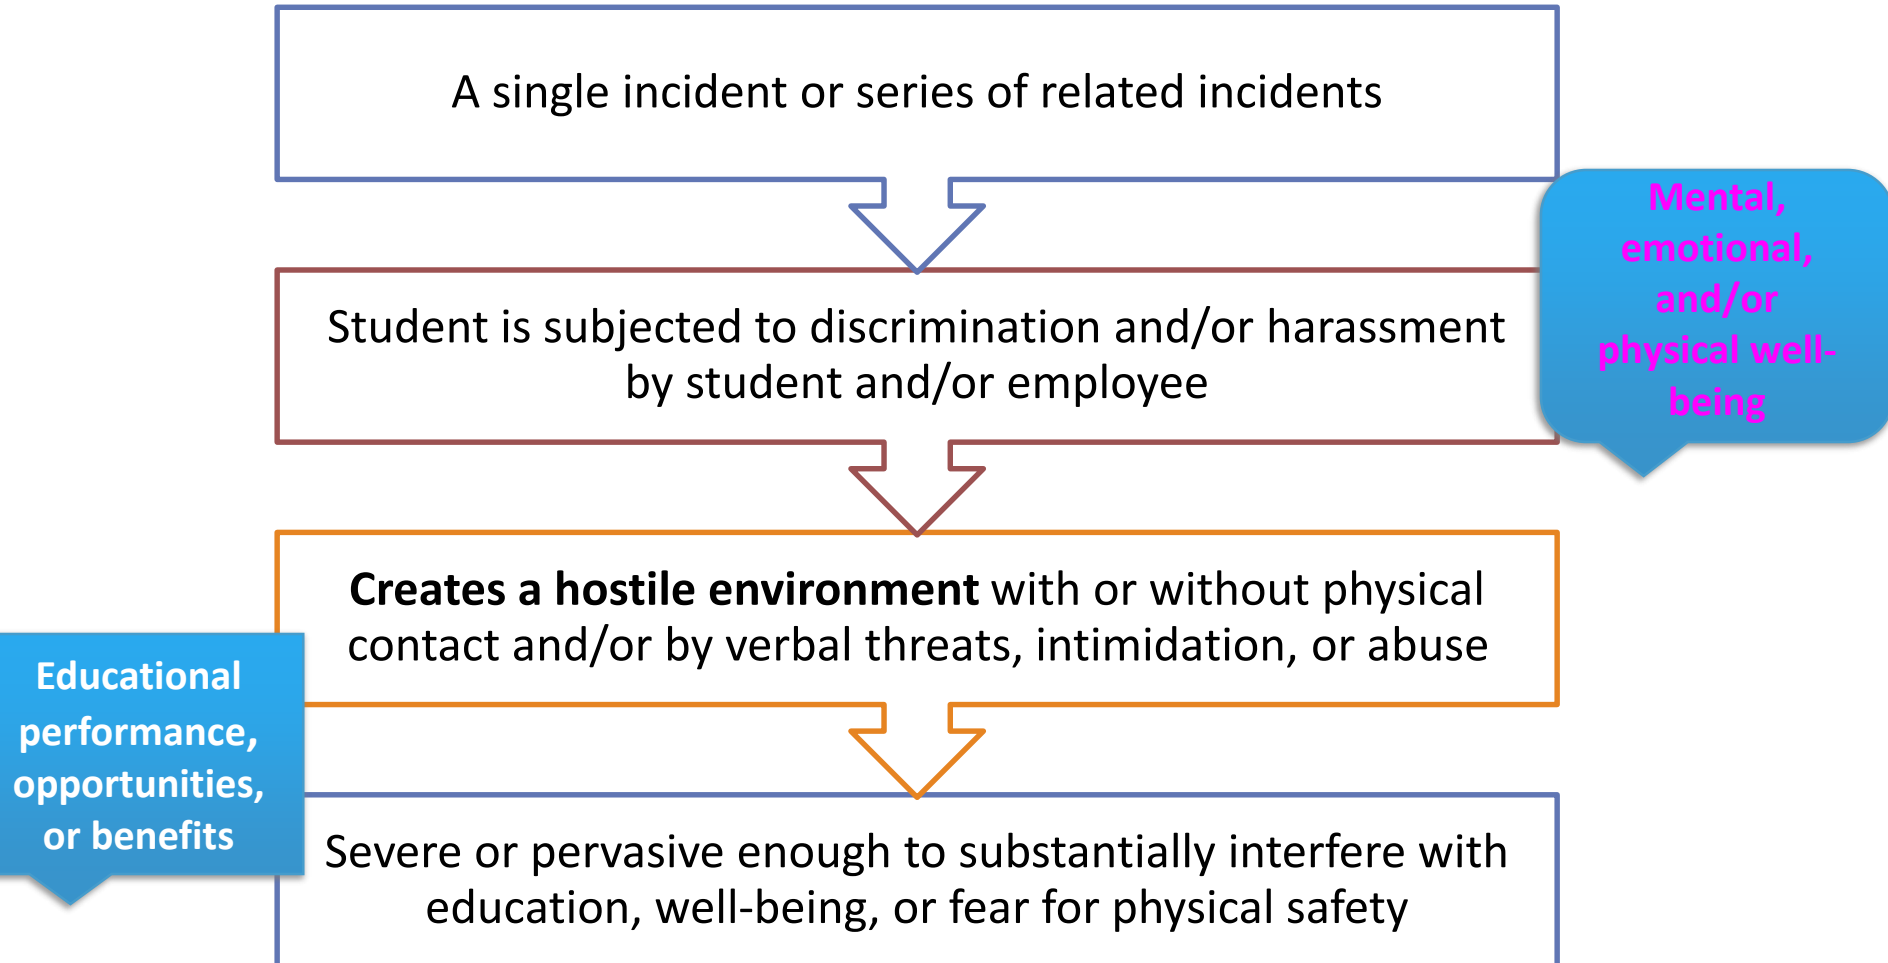 A single incident or series of related incidents
Mental,
emotional,
and/or
physical well-
being
Student is subjected to discrimination and/or harassment
by student and/or employee
Creates a hostile environment with or without physical
contact and/or by verbal threats, intimidation, or abuse
Educational
performance,
opportunities,
or benefits
Severe or pervasive enough to substantially interfere with
education, well-being, or fear for physical safety